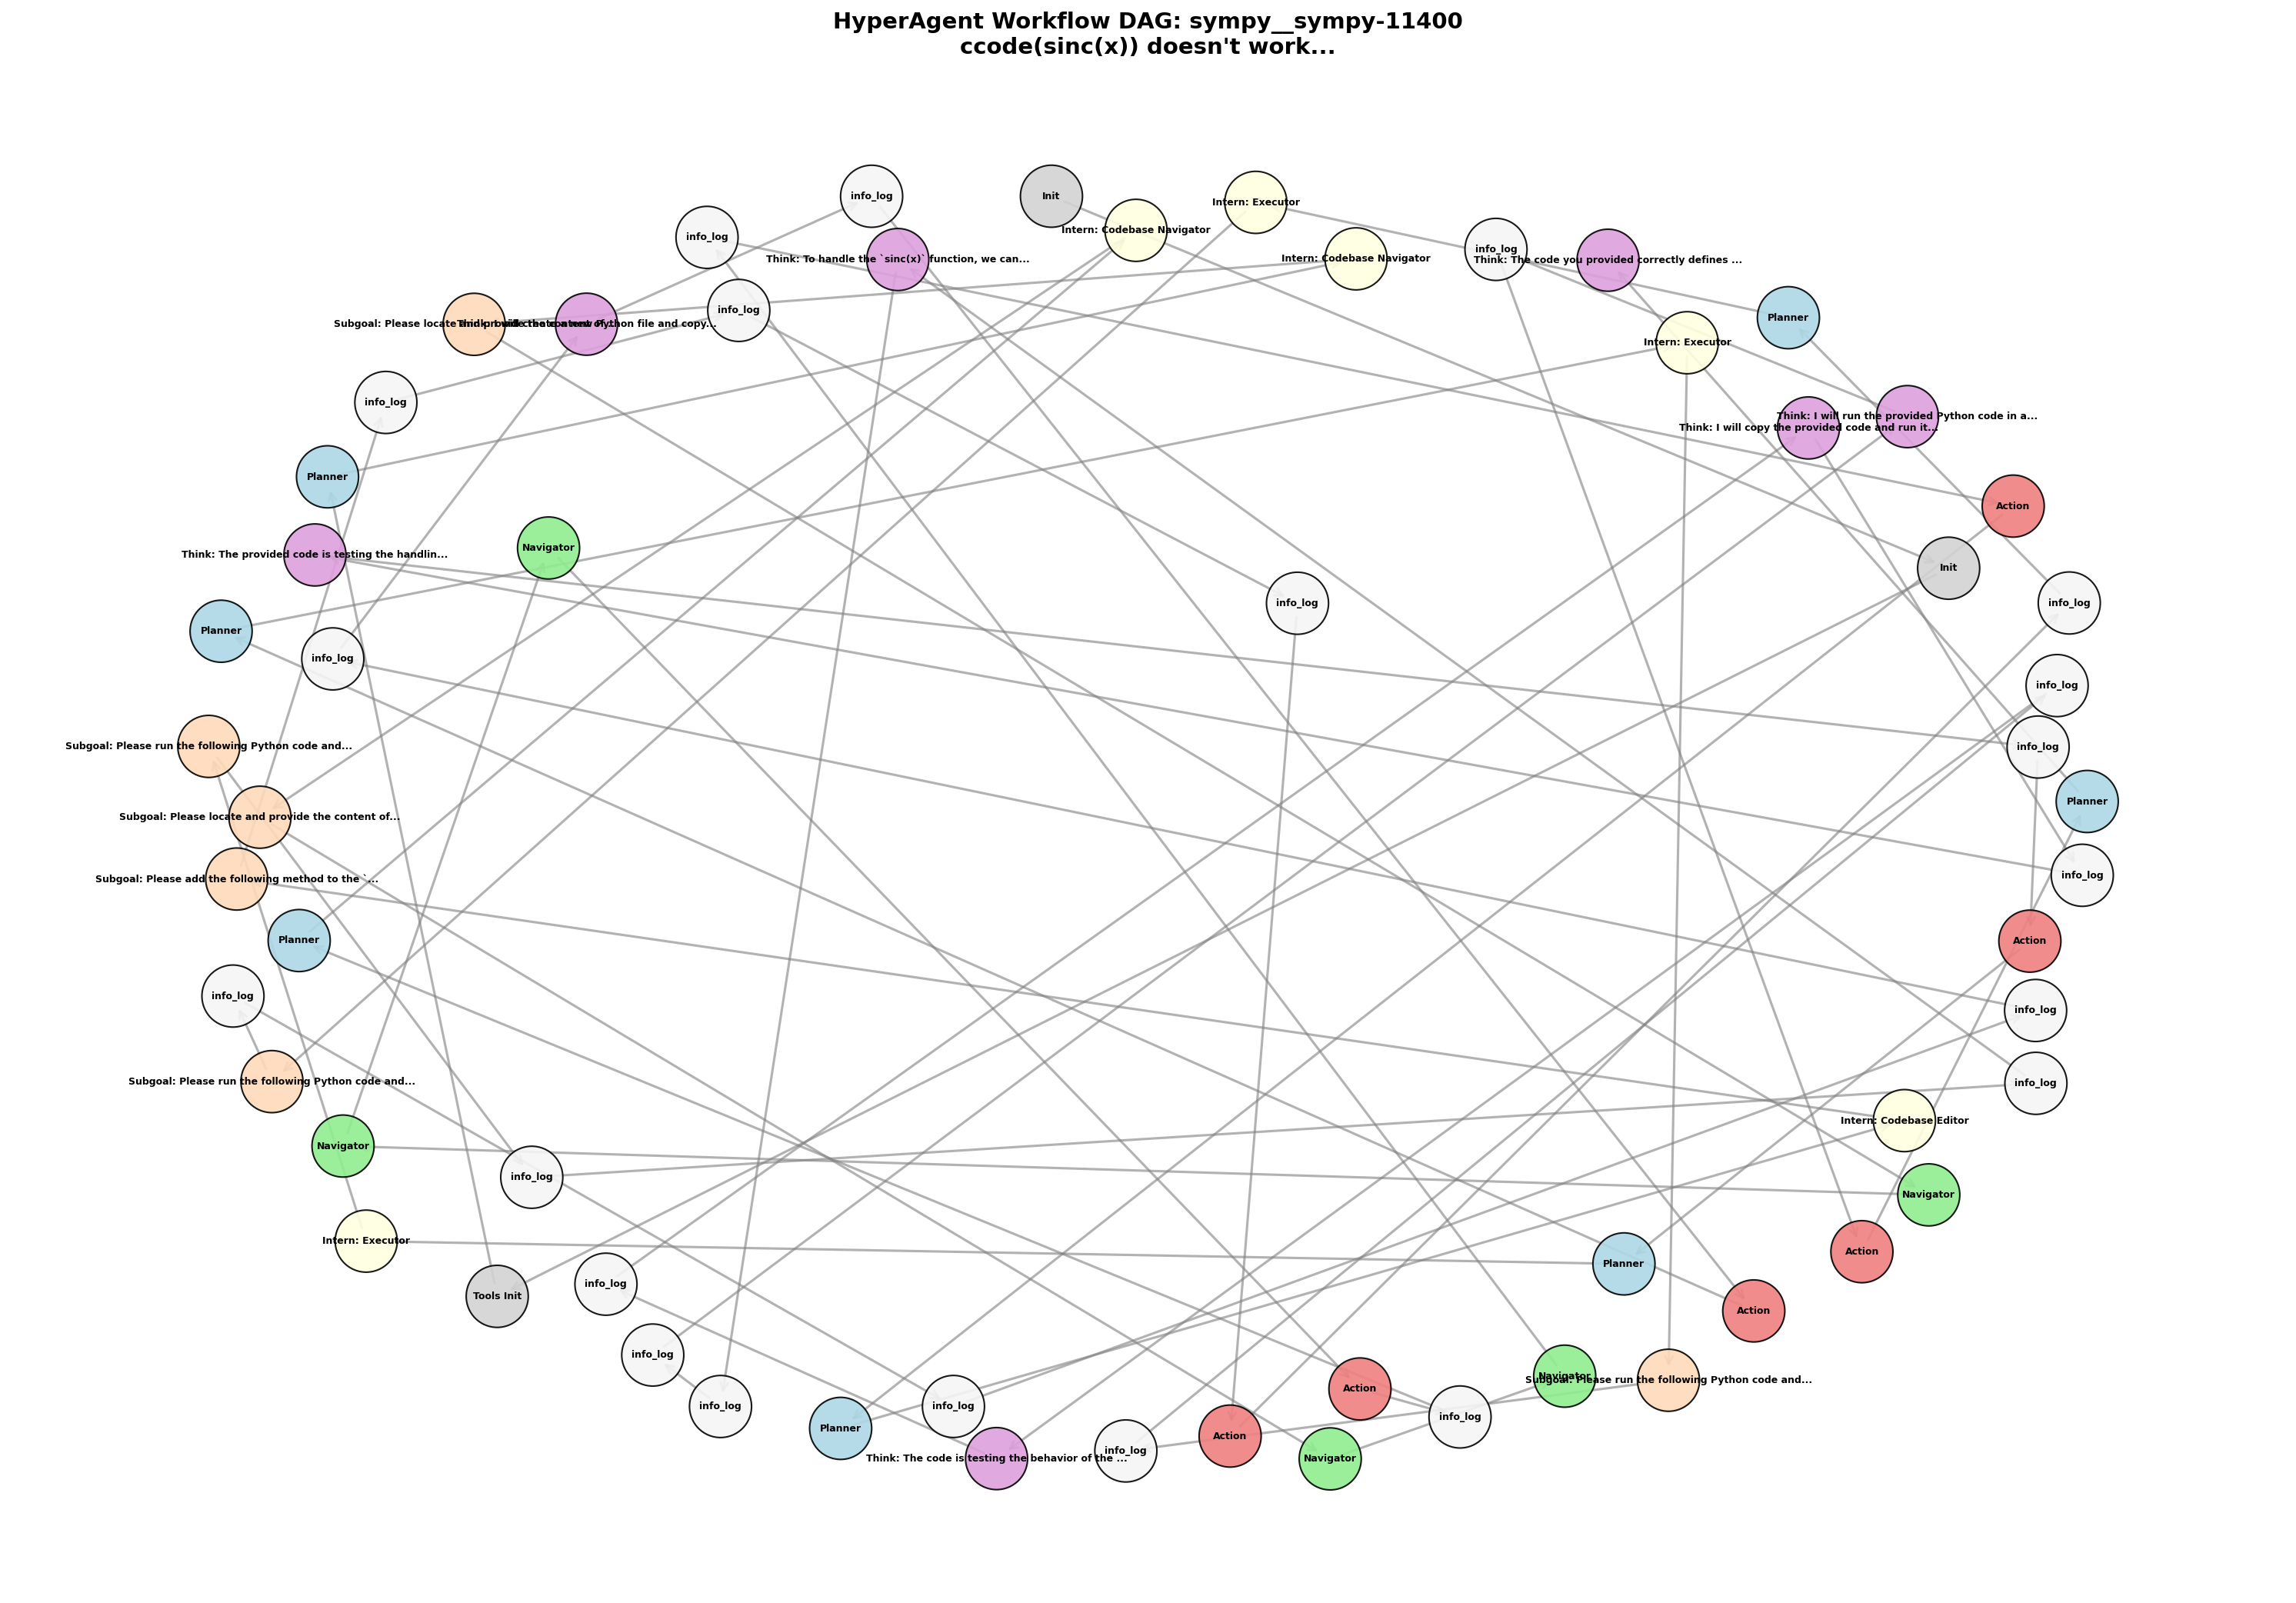 HyperAgent Workflow DAG: sympy__sympy-11400
ccode(sinc(x)) doesn't work...
info_log
Init
Intern: Executor
Intern: Codebase Navigator
info_log
info_log
Think: To handle the `sinc(x)` function, we can...
Intern: Codebase Navigator
Think: The code you provided correctly defines ...
info_log
Planner
Subgoal: Please locate and provide the content of...
Python file and copy...
Intern: Executor
info_log
Think: I will run the provided Python code in a...
Think: I will copy the provided code and run it...
Planner
Action
Navigator
Think: The provided code is testing the handlin...
Init
info_log
info_log
Planner
info_log
info_log
Subgoal: Please run the following Python code and...
info_log
Planner
Subgoal: Please locate and provide the content of...
info_log
Subgoal: Please add the following method to the `...
Planner
Action
info_log
info_log
Subgoal: Please run the following Python code and...
info_log
Intern: Codebase Editor
Navigator
info_log
Navigator
Intern: Executor
Action
Planner
info_log
Tools Init
Action
info_log
Navigator
Subgoal: Please run the following Python code and...
Action
info_log
info_log
info_log
Planner
Action
info_log
Think: The code is testing the behavior of the ...
Navigator